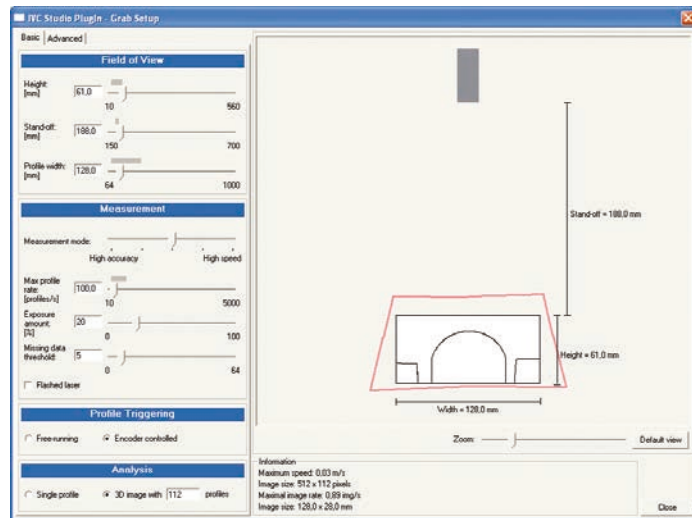 IVC Studio Plugin - Grab Setup
Basic Advanced
Field of View
Height: [mm] 61,0
10 560
Stand-off: [mm] 188,0
150 700
Profile width: [mm] 128,0
64 1000
Measurement
Measurement mode:
High accuracy High speed
Max profile rate: [profiles/s] 100,0
10 5000
Exposure amount: [%] 20
0 100
Missing data threshold: 5
0 64
Flashed laser
Profile Triggering
Free-running Encoder controlled
Analysis
Single profile 3D image with 112 profiles
Stand-off = 188,0 mm
Height = 61,0 mm
Width = 128,0 mm
Zoom: Default view
Information
Maximum speed: 0,03 m/s
Image size: 512 x 112 pixels
Maximal image rate: 0,89 img/s
Image size: 128,0 x 28,0 mm
Close